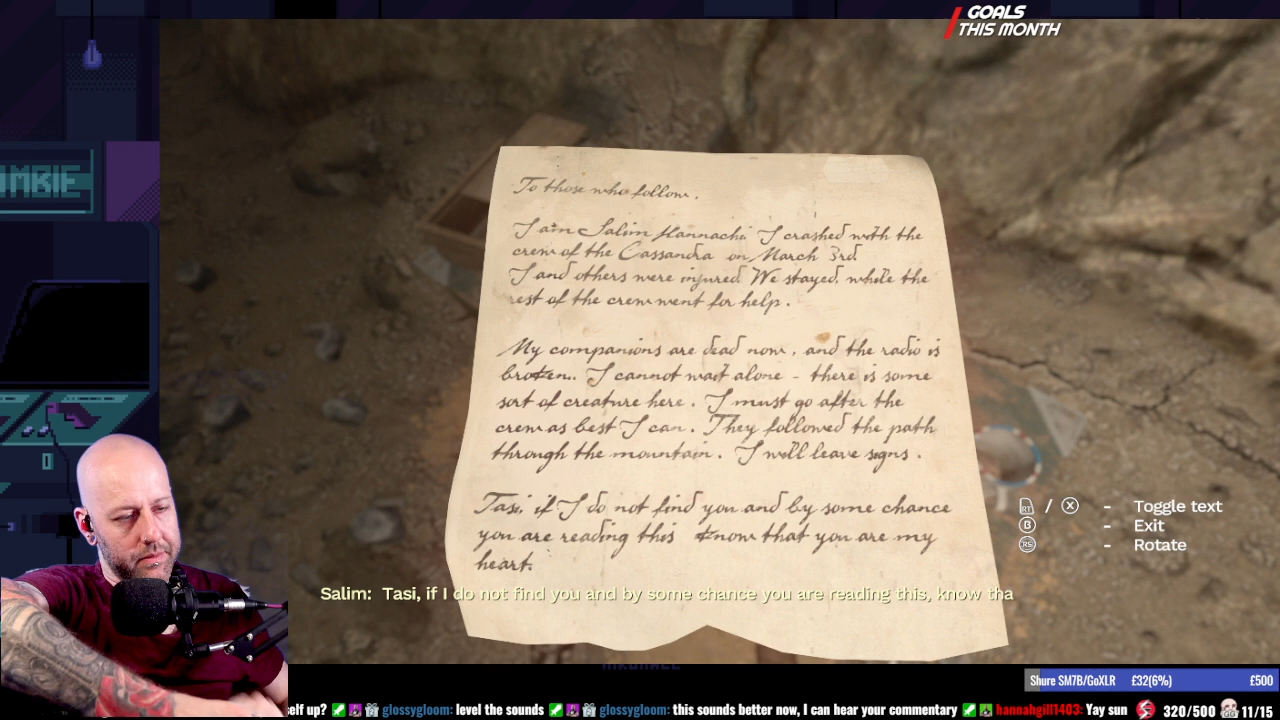 GOALS
THIS MONTH
MBIE
To those who follow,
I am Salim Hannachi I crashed with the
crew of the Cassandra on March 3rd
I and others were injured We stayed, while the
rest of the crew went for help.
My companions are dead now, and the radio is
broken. I cannot wait alone - there is some
sort of creature here. I must go after the
crew as best I can. They followed the path
through the mountain. I will leave signs.
Tasi, if I do not find you and by some chance
you are reading this know that you are my
heart.
RT / X - Toggle text
B - Exit
RS - Rotate
Salim: Tasi, if I do not find you and by some chance you are reading this, know tha
Shure SM7B/GoXLR £32(6%) £500
self up? glossygloom: level the sounds glossygloom: this sounds better now, I can hear your commentary hannahgill1403: Yay sun 320/500 11/15